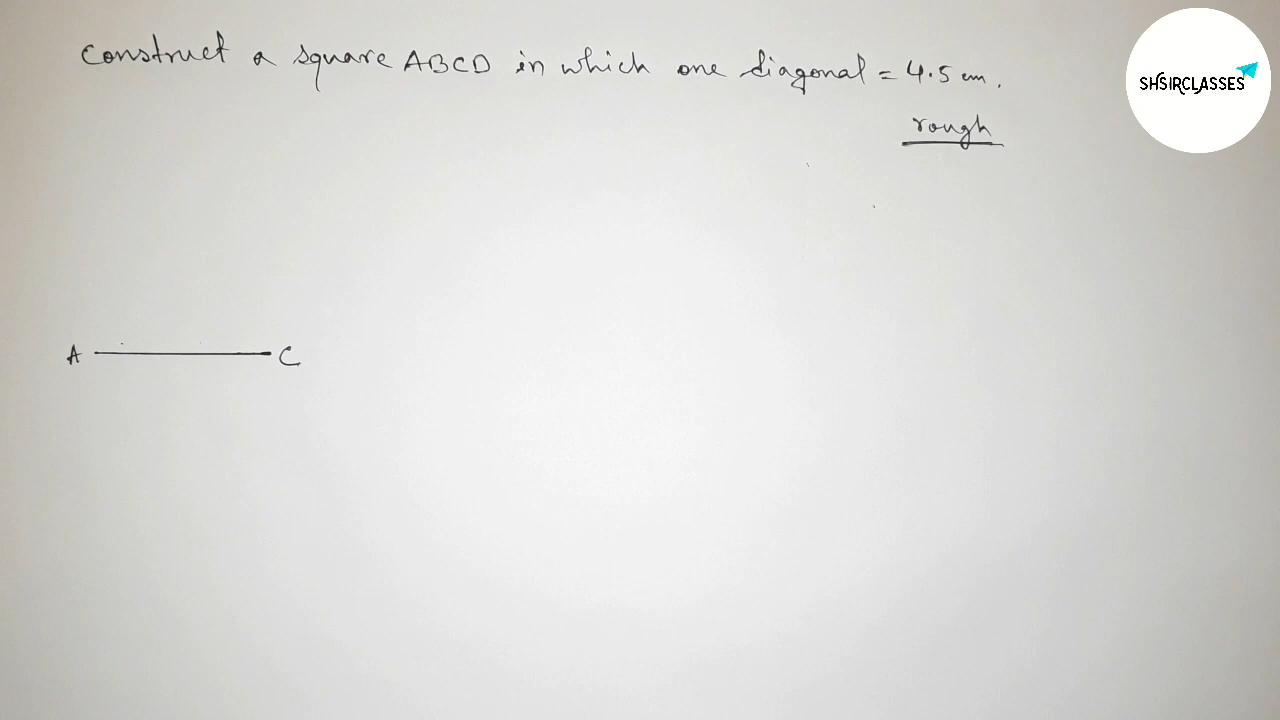 Construct a square ABCD in which one diagonal = 4.5 cm.
SHSIRCLASSES
rough
A C